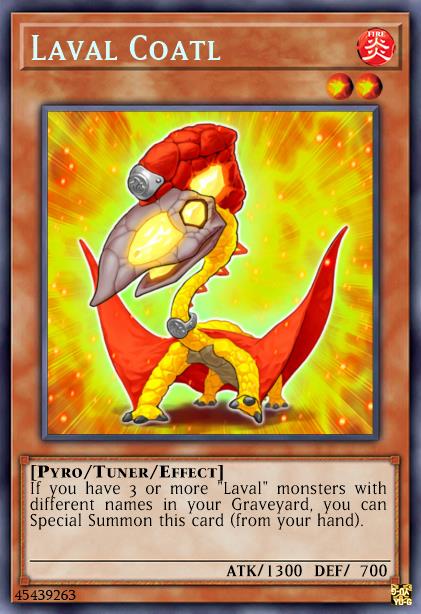 Laval Coatl
FIRE
炎
[Pyro/Tuner/Effect]
If you have 3 or more "Laval" monsters with
different names in your Graveyard, you can
Special Summon this card (from your hand).
ATK/1300 DEF/ 700
45439263